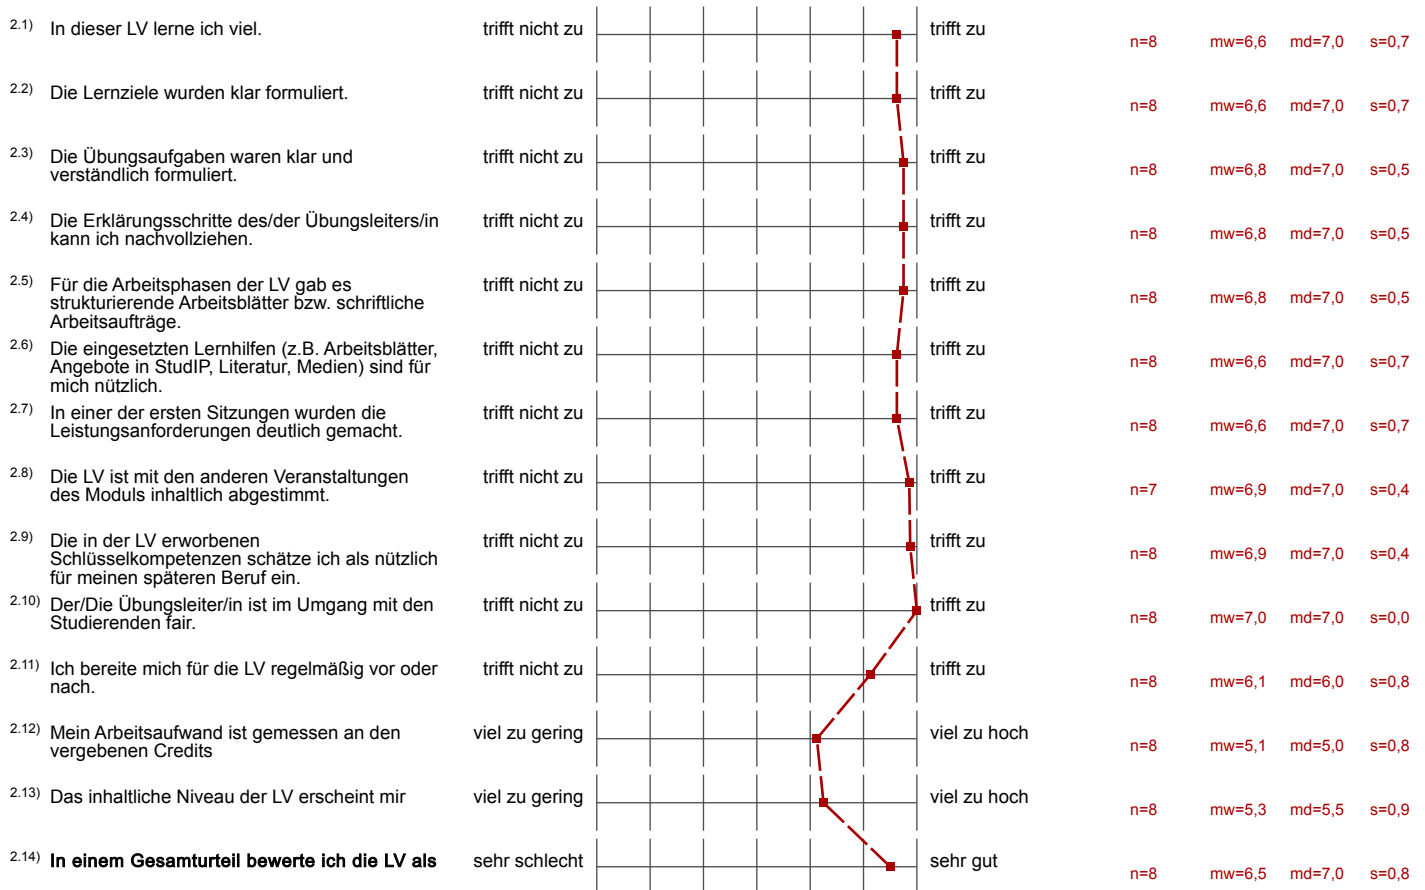 2.1) In dieser LV lerne ich viel. trifft nicht zu trifft zu n=8 mw=6,6 md=7,0 s=0,7
2.2) Die Lernziele wurden klar formuliert. trifft nicht zu trifft zu n=8 mw=6,6 md=7,0 s=0,7
2.3) Die Übungsaufgaben waren klar und trifft nicht zu trifft zu n=8 mw=6,8 md=7,0 s=0,5
verständlich formuliert.
2.4) Die Erklärungsschritte des/der Übungsleiters/in trifft nicht zu trifft zu n=8 mw=6,8 md=7,0 s=0,5
kann ich nachvollziehen.
2.5) Für die Arbeitsphasen der LV gab es trifft nicht zu trifft zu n=8 mw=6,8 md=7,0 s=0,5
strukturierende Arbeitsblätter bzw. schriftliche
Arbeitsaufträge.
2.6) Die eingesetzten Lernhilfen (z.B. Arbeitsblätter, trifft nicht zu trifft zu n=8 mw=6,6 md=7,0 s=0,7
Angebote in StudIP, Literatur, Medien) sind für
mich nützlich.
2.7) In einer der ersten Sitzungen wurden die trifft nicht zu trifft zu n=8 mw=6,6 md=7,0 s=0,7
Leistungsanforderungen deutlich gemacht.
2.8) Die LV ist mit den anderen Veranstaltungen trifft nicht zu trifft zu n=7 mw=6,9 md=7,0 s=0,4
des Moduls inhaltlich abgestimmt.
2.9) Die in der LV erworbenen trifft nicht zu trifft zu n=8 mw=6,9 md=7,0 s=0,4
Schlüsselkompetenzen schätze ich als nützlich
für meinen späteren Beruf ein.
2.10) Der/Die Übungsleiter/in ist im Umgang mit den trifft nicht zu trifft zu n=8 mw=7,0 md=7,0 s=0,0
Studierenden fair.
2.11) Ich bereite mich für die LV regelmäßig vor oder trifft nicht zu trifft zu n=8 mw=6,1 md=6,0 s=0,8
nach.
2.12) Mein Arbeitsaufwand ist gemessen an den viel zu gering viel zu hoch n=8 mw=5,1 md=5,0 s=0,8
vergebenen Credits
2.13) Das inhaltliche Niveau der LV erscheint mir viel zu gering viel zu hoch n=8 mw=5,3 md=5,5 s=0,9
2.14) In einem Gesamturteil bewerte ich die LV als sehr schlecht sehr gut n=8 mw=6,5 md=7,0 s=0,8